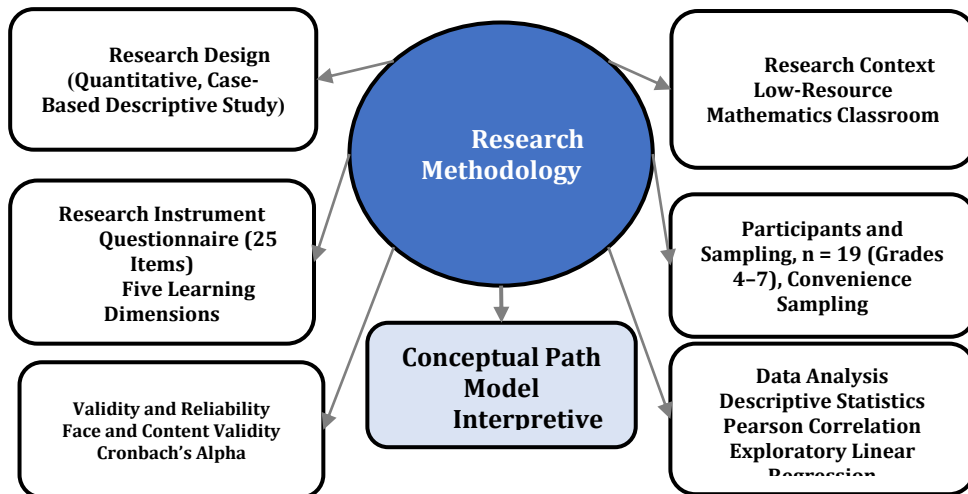 Research Design
(Quantitative, Case-
Based Descriptive Study)
Research Methodology
Research Context
Low-Resource
Mathematics Classroom
Research Instrument
Questionnaire (25
Items)
Five Learning
Dimensions
Participants and
Sampling, n = 19 (Grades
4–7), Convenience
Sampling
Conceptual Path
Model
Interpretive
Validity and Reliability
Face and Content Validity
Cronbach's Alpha
Data Analysis
Descriptive Statistics
Pearson Correlation
Exploratory Linear
Regression